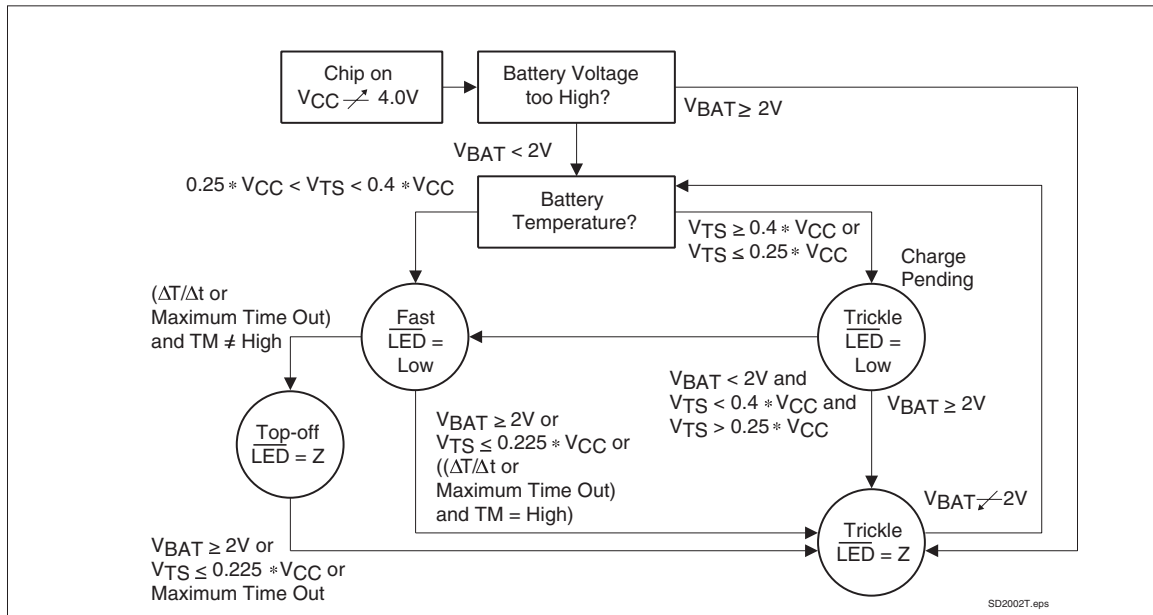 Chip on
VCC ↗ 4.0V
Battery Voltage
too High?
VBAT ≥ 2V
VBAT < 2V
0.25 * VCC < VTS < 0.4 * VCC
Battery
Temperature?
VTS ≥ 0.4 * VCC or
VTS ≤ 0.25 * VCC
Charge
Pending
(ΔT/Δt or
Maximum Time Out)
and TM ≠ High
Fast
LED =
Low
Trickle
LED =
Low
VBAT < 2V and
VTS < 0.4 * VCC and
VTS > 0.25 * VCC
VBAT ≥ 2V
Top-off
LED = Z
VBAT ≥ 2V or
VTS ≤ 0.225 * VCC or
((ΔT/Δt or
Maximum Time Out)
and TM = High)
VBAT ↙ 2V
Trickle
LED = Z
VBAT ≥ 2V or
VTS ≤ 0.225 * VCC or
Maximum Time Out
SD2002T.eps